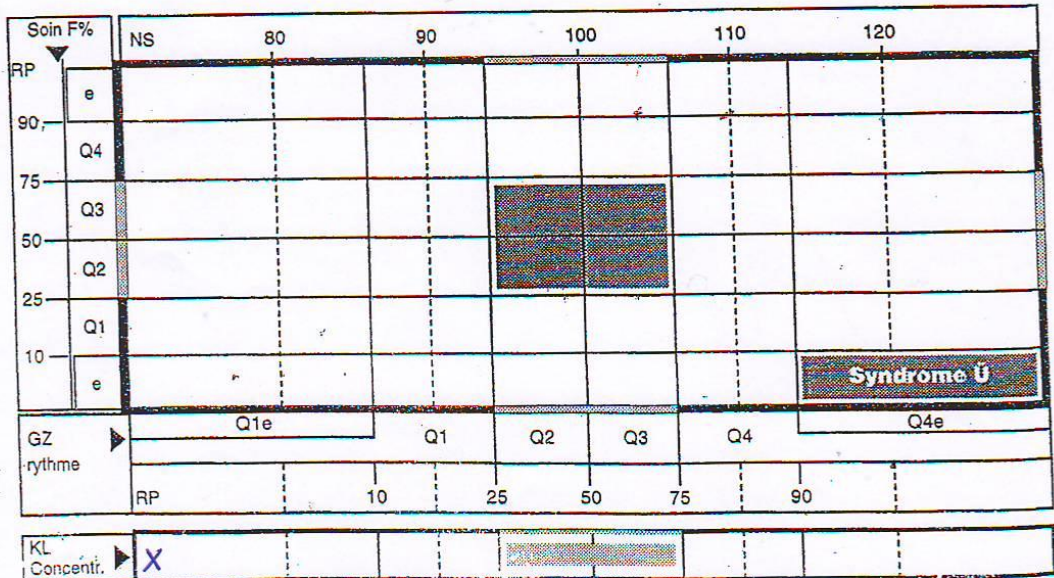 Soin F%
NS 80 90 100 110 120
RP
e
90
Q4
75
Q3
50
Q2
25
Q1
10
e
Syndrome Ü
GZ
rythme
Q1e Q1 Q2 Q3 Q4 Q4e
RP 10 25 50 75 90
KL
Concentr.
X